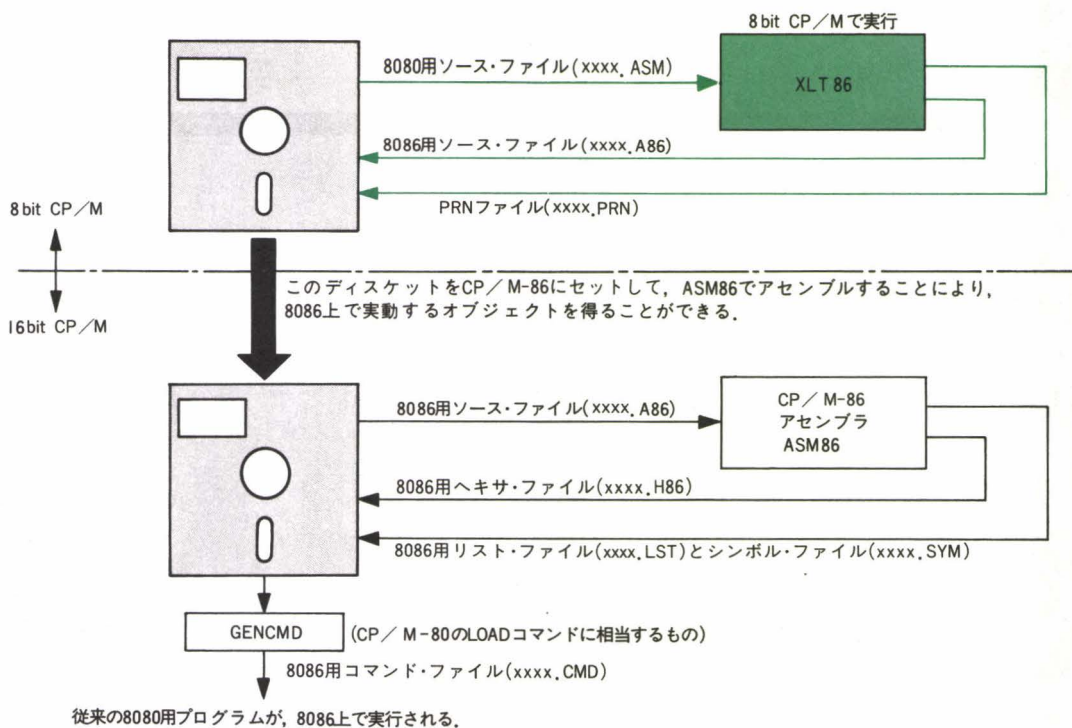 8bit CP/Mで実行
8080用ソース・ファイル(xxxx.ASM)
XLT 86
8086用ソース・ファイル(xxxx.A86)
PRNファイル(xxxx.PRN)
8bit CP/M
16bit CP/M
このディスケットをCP/M-86にセットして，ASM86でアセンブルすることにより，
8086上で実動するオブジェクトを得ることができる．
8086用ソース・ファイル(xxxx.A86)
CP/M-86
アセンブラ
ASM86
8086用ヘキサ・ファイル(xxxx.H86)
8086用リスト・ファイル(xxxx.LST)とシンボル・ファイル(xxxx.SYM)
GENCMD
(CP/M-80のLOADコマンドに相当するもの)
8086用コマンド・ファイル(xxxx.CMD)
従来の8080用プログラムが，8086上で実行される．